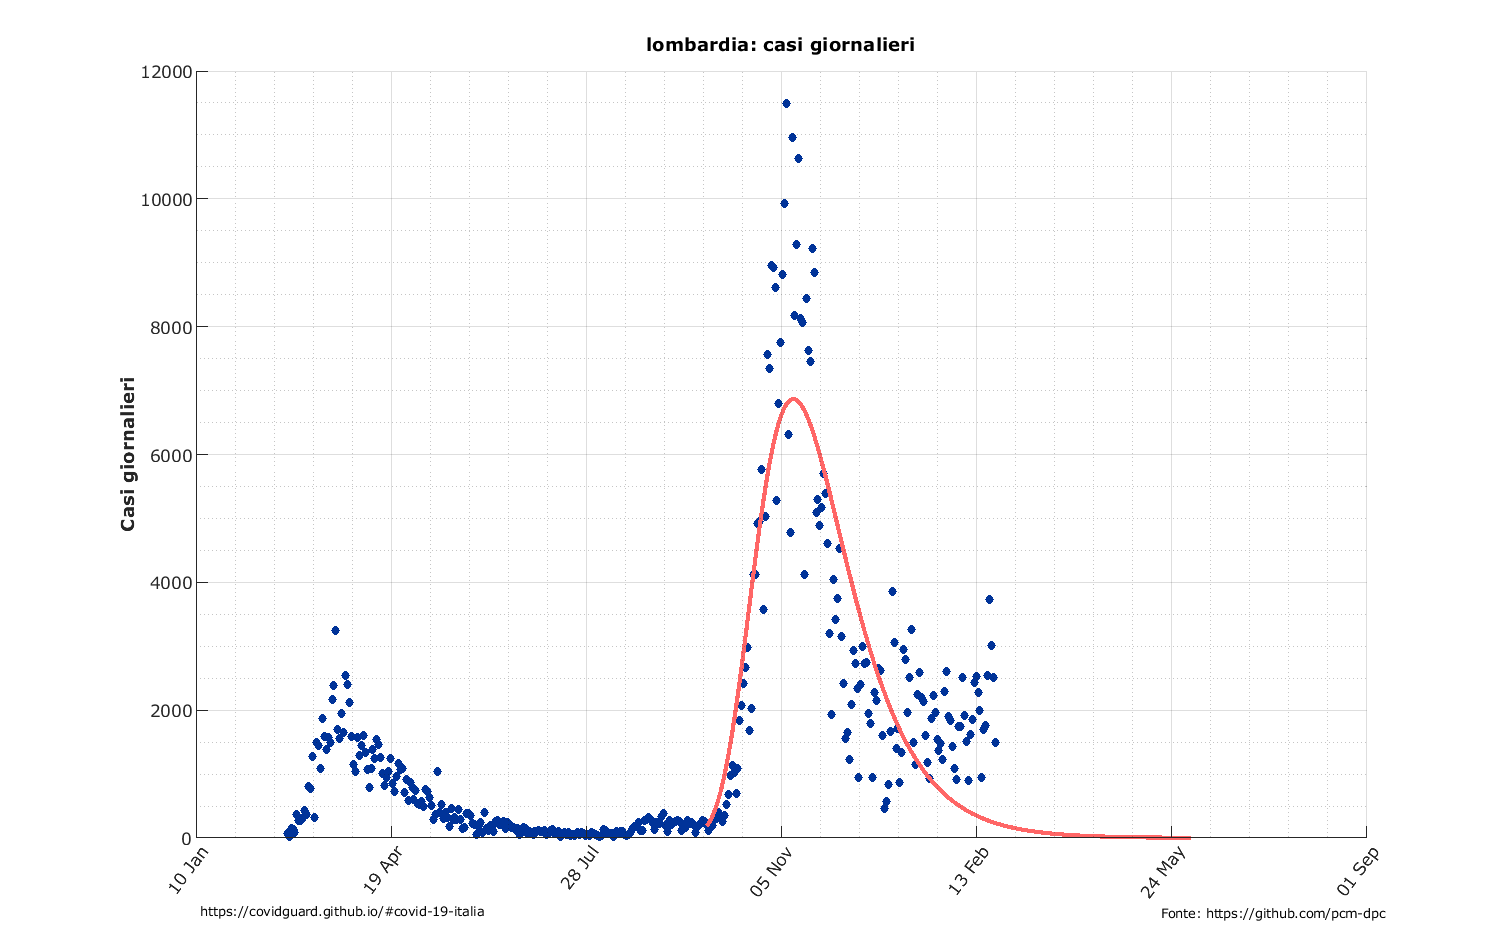 lombardia: casi giornalieri
12000
10000
8000
6000
4000
2000
0
Casi giornalieri
10 Jan
19 Apr
28 Jul
05 Nov
13 Feb
24 May
01 Sep
https://covidguard.github.io/#covid-19-italia
Fonte: https://github.com/pcm-dpc